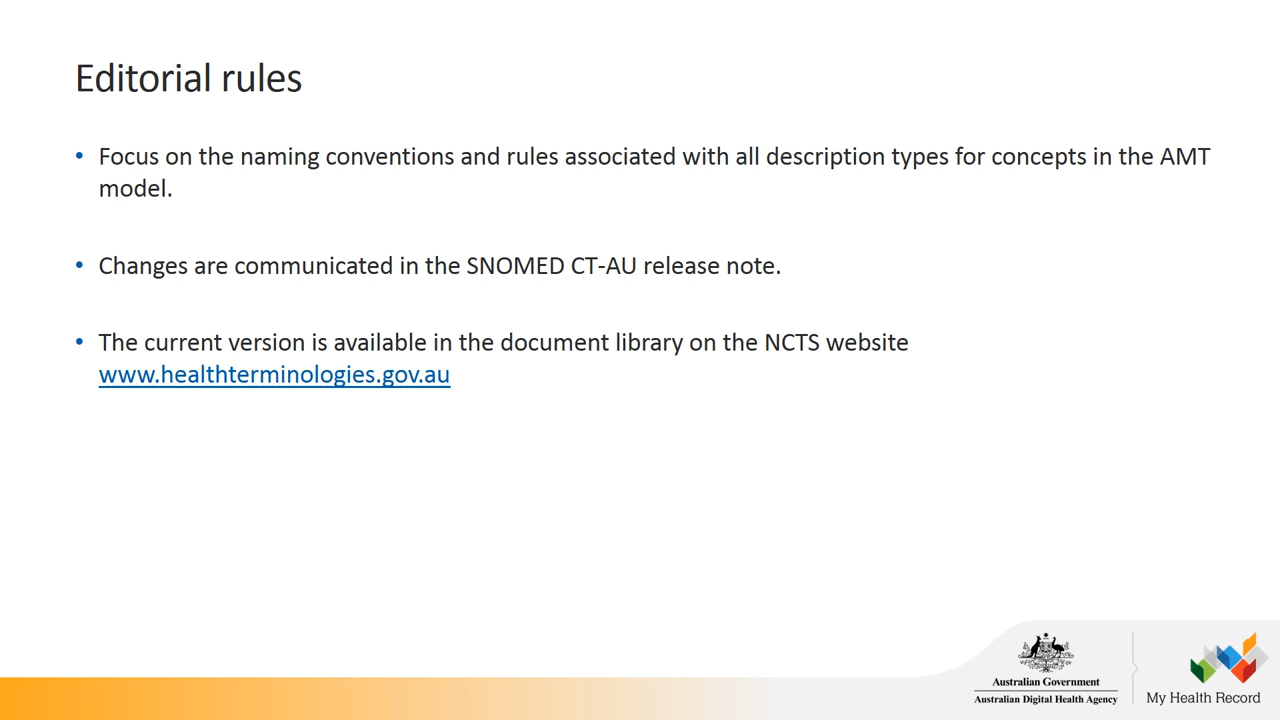 Editorial rules
• Focus on the naming conventions and rules associated with all description types for concepts in the AMT
model.
• Changes are communicated in the SNOMED CT-AU release note.
• The current version is available in the document library on the NCTS website
www.healthterminologies.gov.au
Australian Government
Australian Digital Health Agency
My Health Record